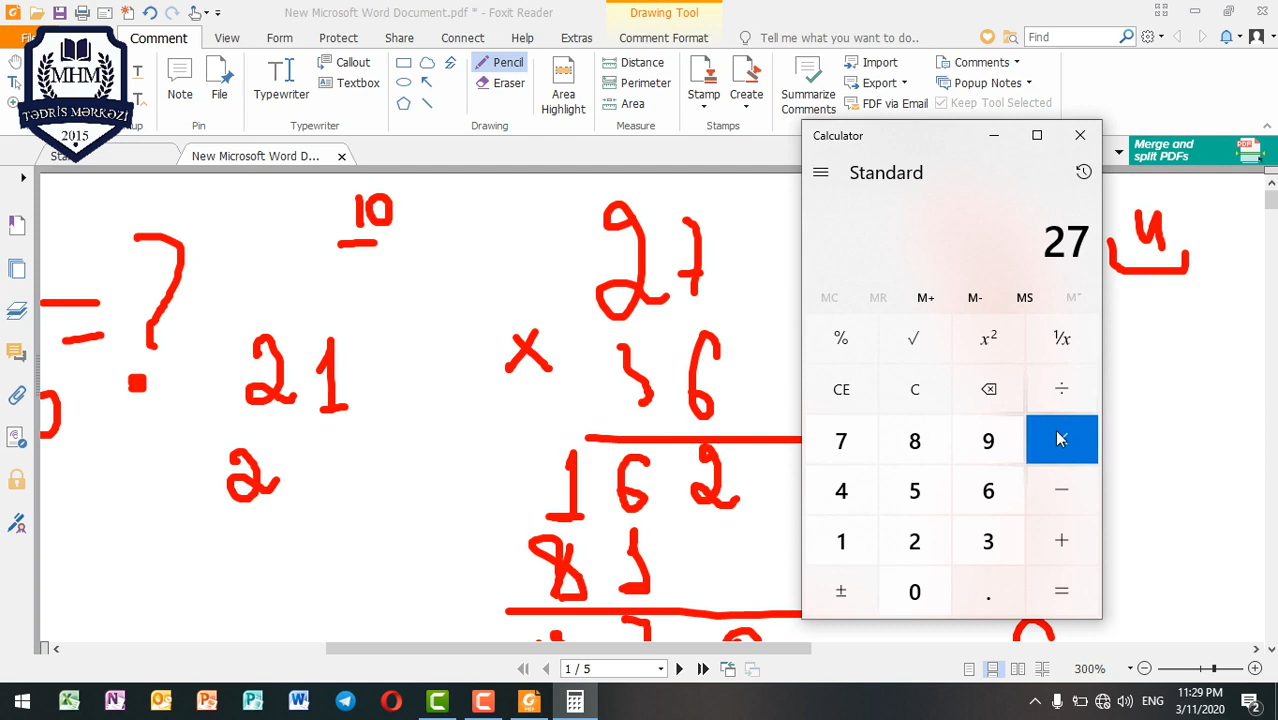 New Microsoft Word Document.pdf * - Foxit Reader
Drawing Tool
Comment View Form Protect Share Connect Extras Comment Format Tell me what you want to do... Find
Note
File
Pin
Typewriter
Callout
Textbox
Typewriter
Pencil
Eraser
Drawing
Area
Highlight
Distance
Perimeter
Area
Measure
Stamp
Create
Stamps
Summarize
Comments
Import
Export
FDF via Email
Comments
Popup Notes
Keep Tool Selected
MHM
TƏDRİS MƏRKƏZİ
2015
New Microsoft Word D...
Merge and
split PDFs
Calculator
Standard
27
MC MR M+ M- MS M
% √ x² ¹/x
CE C ÷
7 8 9
4 5 6 −
1 2 3 +
± 0 . =
= ?
10
21
2
27
×
36
162
1 / 5
300%
ENG
11:29 PM
3/11/2020
2